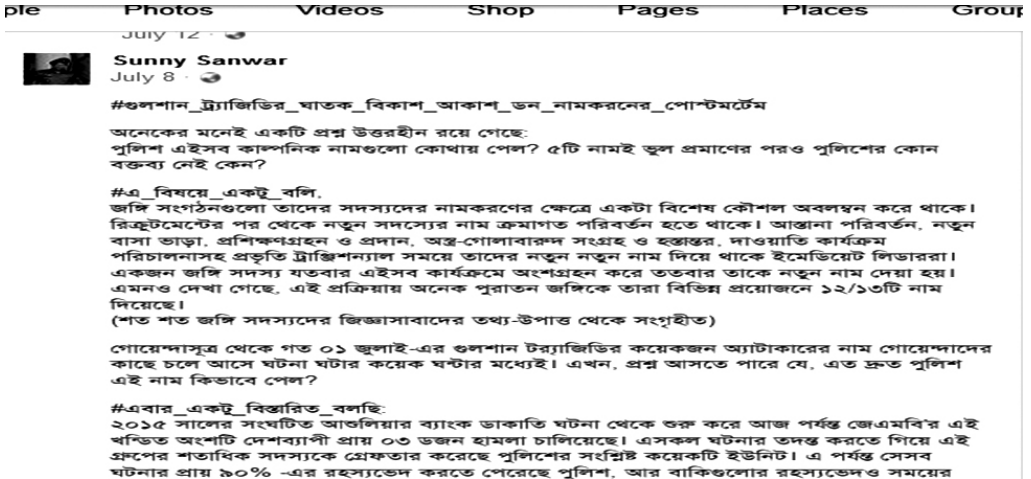 ple Photos Videos Shop Pages Places Group
July 12 ·
Sunny Sanwar
July 8 ·
#গুলশান_ট্র্যাজিডির_ঘাতক_বিকাশ_আকাশ_ডন_নামকরনের_পোস্টমর্টেম
অনেকের মনেই একটি প্রশ্ন উত্তরহীন রয়ে গেছে:
পুলিশ এইসব কাল্পনিক নামগুলো কোথায় পেল? ৫টি নামই ভুল প্রমাণের পরও পুলিশের কোন
বক্তব্য নেই কেন?
#এ_বিষয়ে_একটু_বলি,
জঙ্গি সংগঠনগুলো তাদের সদস্যদের নামকরণের ক্ষেত্রে একটা বিশেষ কৌশল অবলম্বন করে থাকে।
রিক্রুটমেন্টের পর থেকে নতুন সদস্যের নাম ক্রমাগত পরিবর্তন হতে থাকে। আস্তানা পরিবর্তন, নতুন
বাসা ভাড়া, প্রশিক্ষণগ্রহন ও প্রদান, অস্ত্র-গোলাবারুদ সংগ্রহ ও হস্তান্তর, দাওয়াতি কার্যক্রম
পরিচালনাসহ প্রভৃতি ট্রাঞ্জিশন্যাল সময়ে তাদের নতুন নতুন নাম দিয়ে থাকে ইমেডিয়েট লিডাররা।
একজন জঙ্গি সদস্য যতবার এইসব কার্যক্রমে অংশগ্রহন করে ততবার তাকে নতুন নাম দেয়া হয়।
এমনও দেখা গেছে, এই প্রক্রিয়ায় অনেক পুরাতন জঙ্গিকে তারা বিভিন্ন প্রয়োজনে ১২/১৩টি নাম
দিয়েছে।
(শত শত জঙ্গি সদস্যদের জিজ্ঞাসাবাদের তথ্য-উপাত্ত থেকে সংগৃহীত)
গোয়েন্দাসূত্র থেকে গত ০১ জুলাই-এর গুলশান টর‍্যাজিডির কয়েকজন অ্যাটাকারের নাম গোয়েন্দাদের
কাছে চলে আসে ঘটনা ঘটার কয়েক ঘন্টার মধ্যেই। এখন, প্রশ্ন আসতে পারে যে, এত দ্রুত পুলিশ
এই নাম কিভাবে পেল?
#এবার_একটু_বিস্তারিত_বলছি:
২০১৫ সালের সংঘটিত আশুলিয়ার ব্যাংক ডাকাতি ঘটনা থেকে শুরু করে আজ পর্যন্ত জেএমবি'র এই
খন্ডিত অংশটি দেশব্যাপী প্রায় ০৩ ডজন হামলা চালিয়েছে। এসকল ঘটনার তদন্ত করতে গিয়ে এই
গ্রুপের শতাধিক সদস্যকে গ্রেফতার করেছে পুলিশের সংশ্লিষ্ট কয়েকটি ইউনিট। এ পর্যন্ত সেসব
ঘটনার প্রায় ৯০% -এর রহস্যভেদ করতে পেরেছে পুলিশ, আর বাকিগুলোর রহস্যভেদও সময়ের